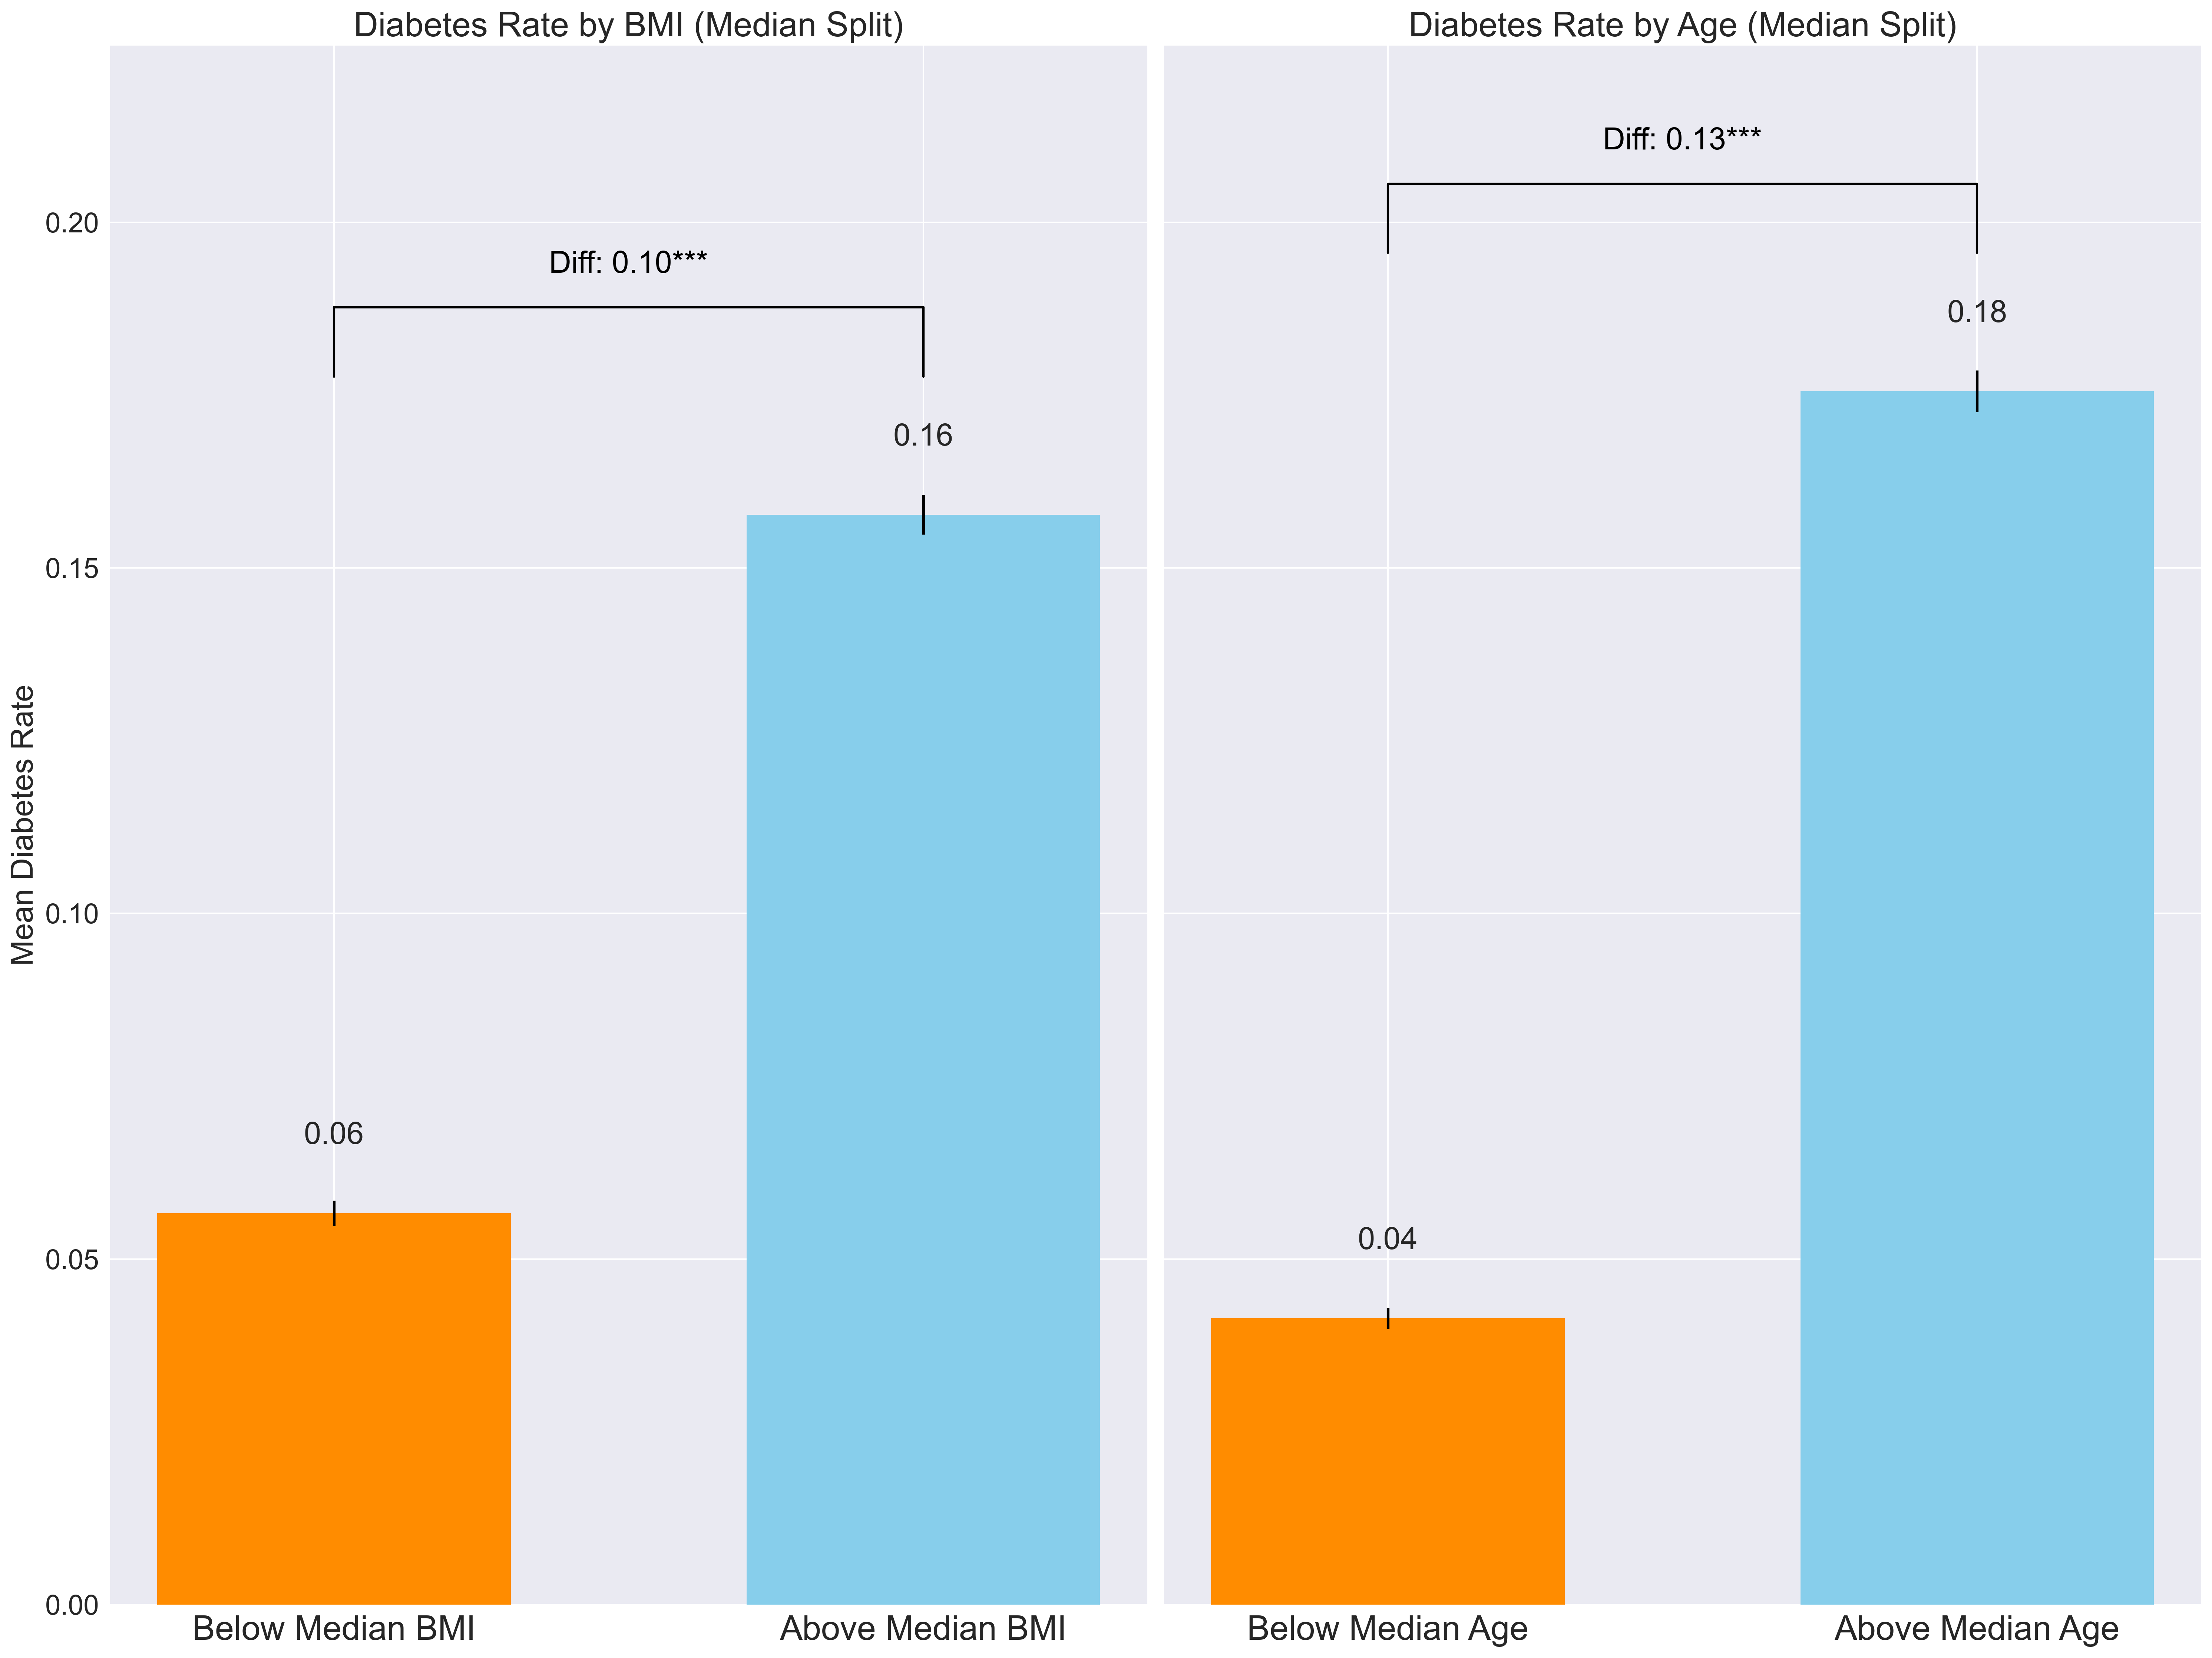 Diabetes Rate by BMI (Median Split)
Diabetes Rate by Age (Median Split)
Mean Diabetes Rate
0.20
0.15
0.10
0.05
0.00
Diff: 0.10***
0.16
0.06
Below Median BMI
Above Median BMI
Diff: 0.13***
0.18
0.04
Below Median Age
Above Median Age